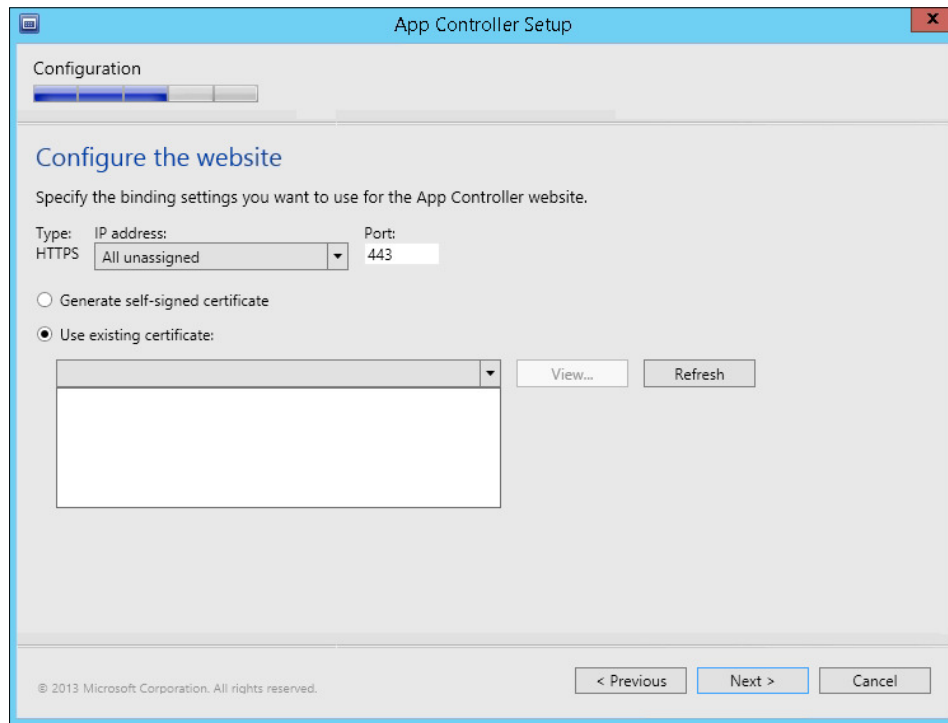 App Controller Setup
x
Configuration
Configure the website
Specify the binding settings you want to use for the App Controller website.
Type: IP address: Port:
HTTPS All unassigned 443
Generate self-signed certificate
Use existing certificate:
View... Refresh
© 2013 Microsoft Corporation. All rights reserved.
< Previous Next > Cancel